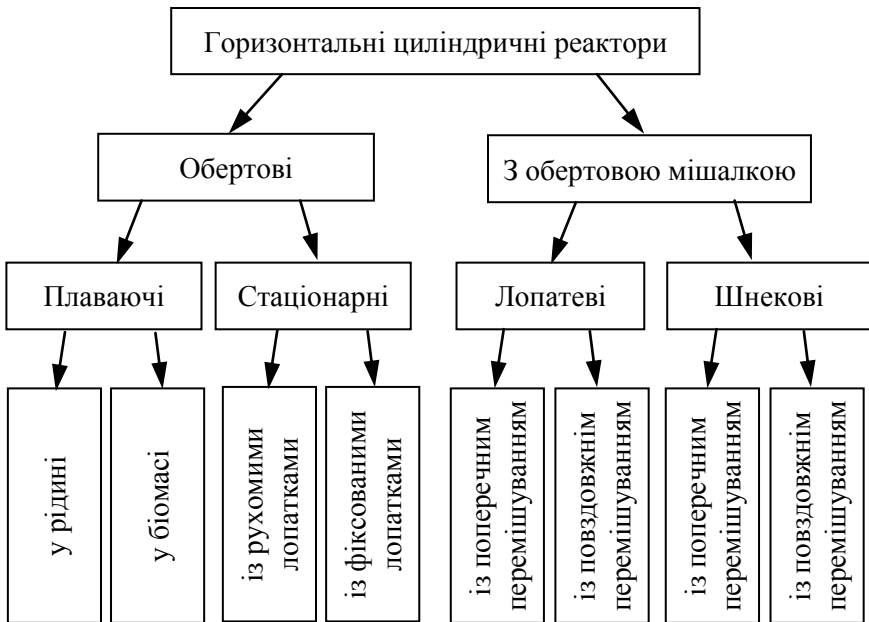 Горизонтальні циліндричні реактори
Обертові
З обертовою мішалкою
Плаваючі
Стаціонарні
Лопатеві
Шнекові
у рідині
у біомасі
із рухомими
лопатками
із фіксованими
лопатками
із поперечним
перемішуванням
із повздовжнім
перемішуванням
із поперечним
перемішуванням
із повздовжнім
перемішуванням